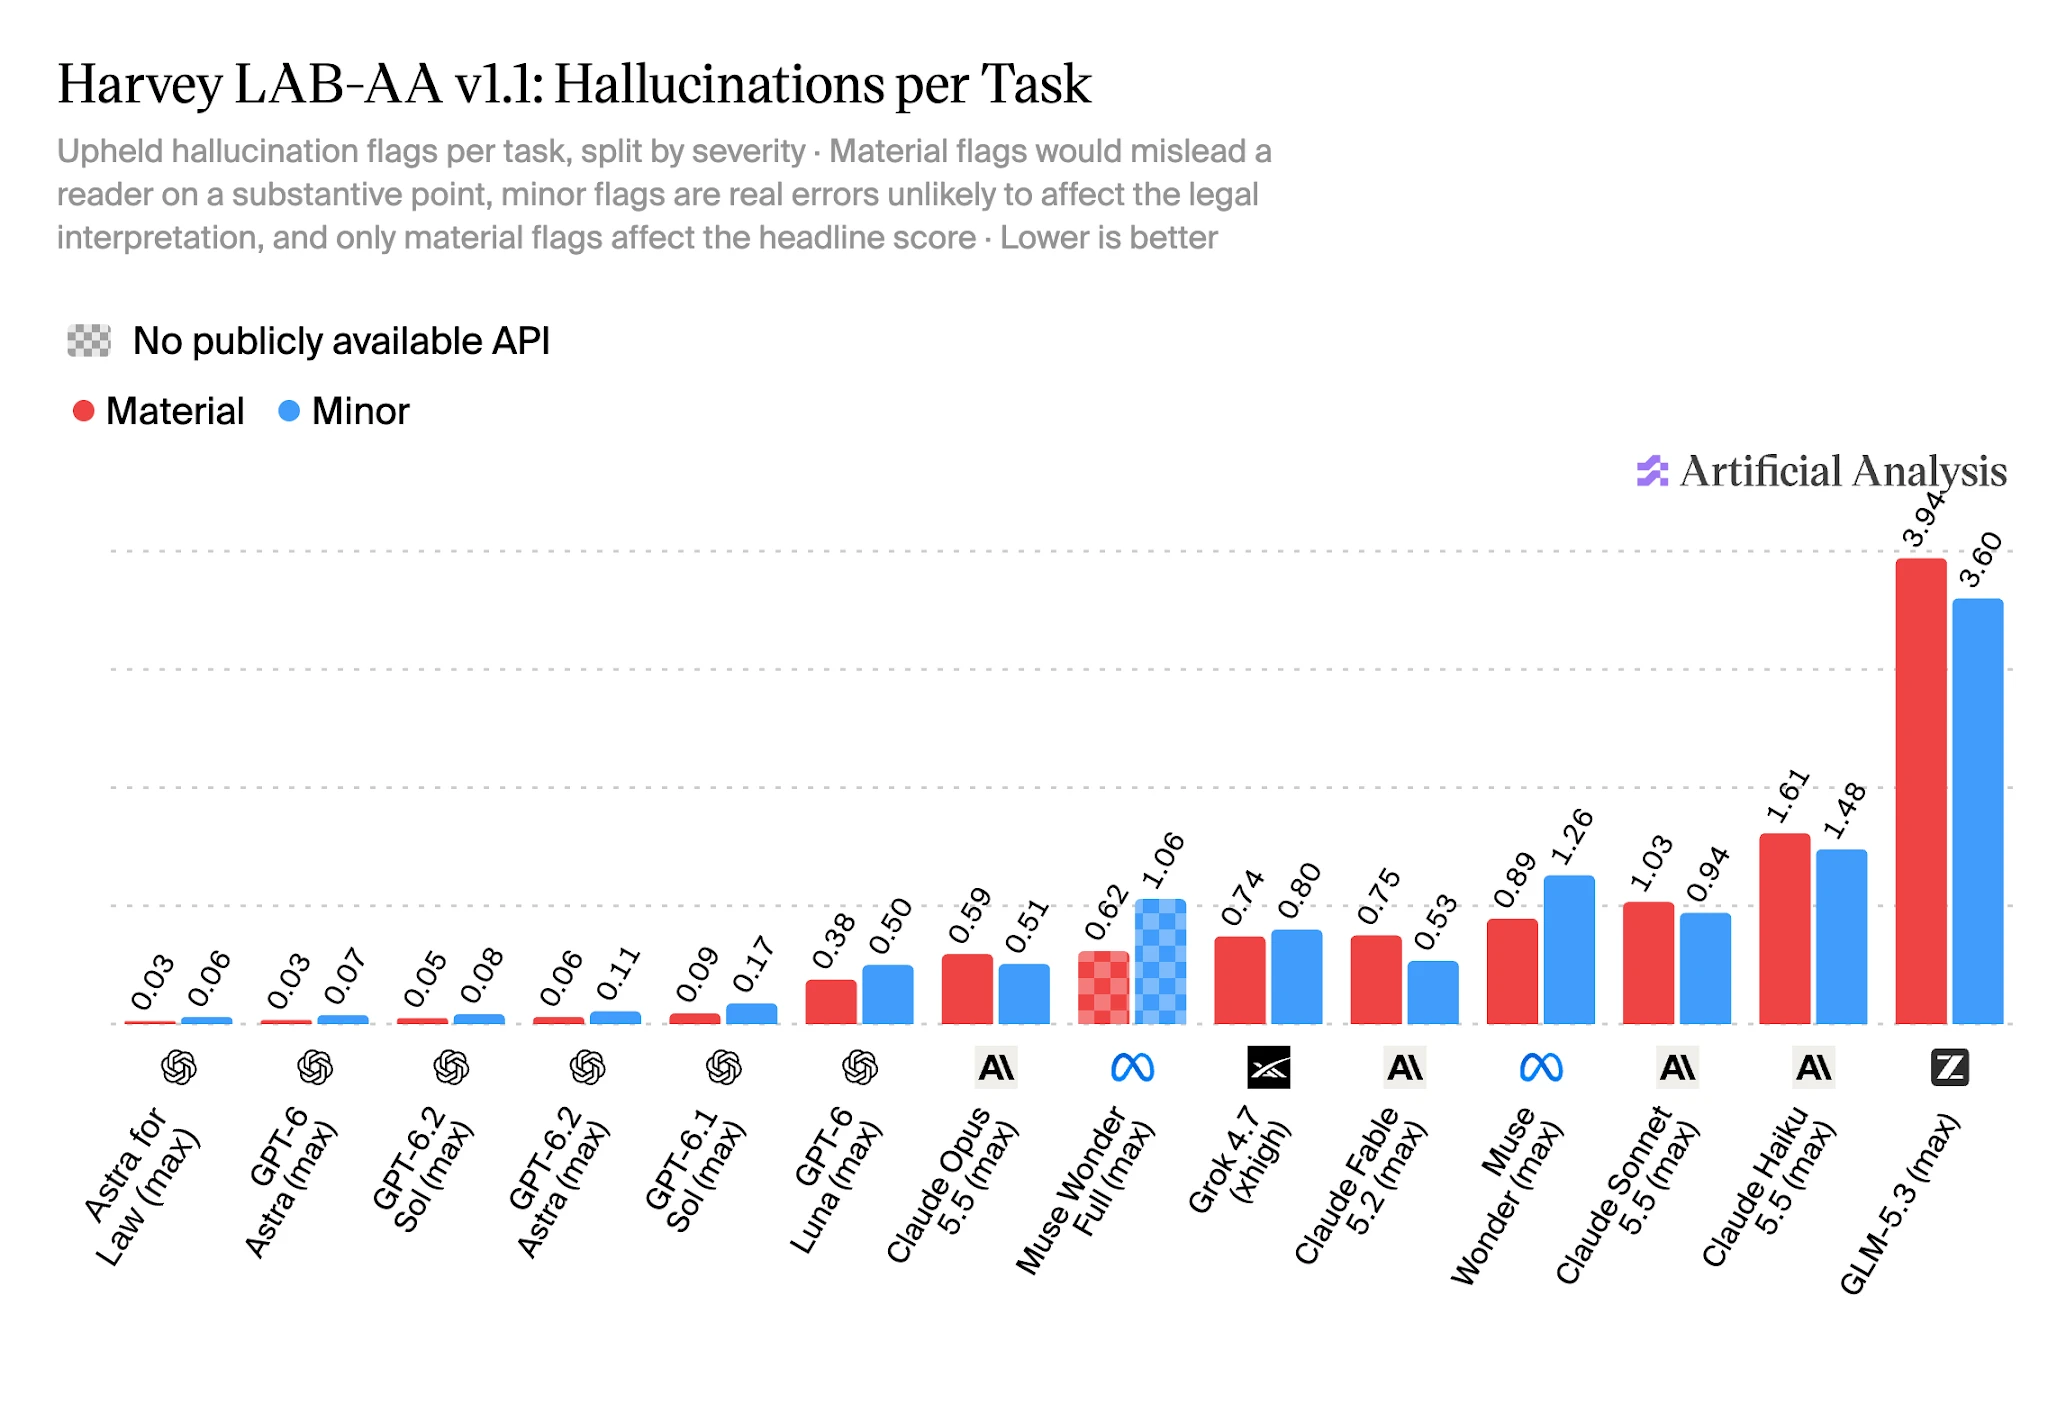 Harvey LAB-AA v1.1: Hallucinations per Task
Upheld hallucination flags per task, split by severity · Material flags would mislead a
reader on a substantive point, minor flags are real errors unlikely to affect the legal
interpretation, and only material flags affect the headline score · Lower is better
No publicly available API
Material
Minor
Artificial Analysis
0.03
0.06
0.03
0.07
0.05
0.08
0.06
0.11
0.09
0.17
0.38
0.50
0.59
0.51
0.62
1.06
0.74
0.80
0.75
0.53
0.89
1.26
1.03
0.94
1.61
1.48
3.94
3.60
Astra for
Law (max)
GPT-6
Astra (max)
GPT-6.2
Sol (max)
GPT-6.2
Astra (max)
GPT-6.1
Sol (max)
GPT-6
Luna (max)
Claude Opus
5.5 (max)
Muse Wonder
Full (max)
Grok 4.7
(xhigh)
Claude Fable
5.2 (max)
Muse
Wonder (max)
Claude Sonnet
5.5 (max)
Claude Haiku
5.5 (max)
GLM-5.3 (max)